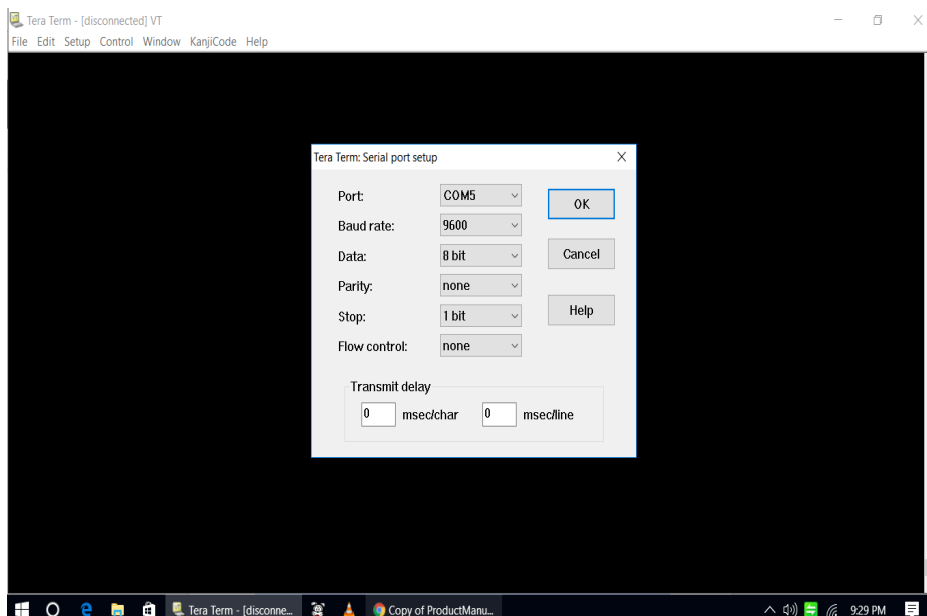 Tera Term - [disconnected] VT
File Edit Setup Control Window KanjiCode Help
Tera Term: Serial port setup
Port: COM5
OK
Baud rate: 9600
Data: 8 bit
Cancel
Parity: none
Stop: 1 bit
Help
Flow control: none
Transmit delay
0 msec/char 0 msec/line
Tera Term - [disconne... Copy of ProductManu... 9:29 PM